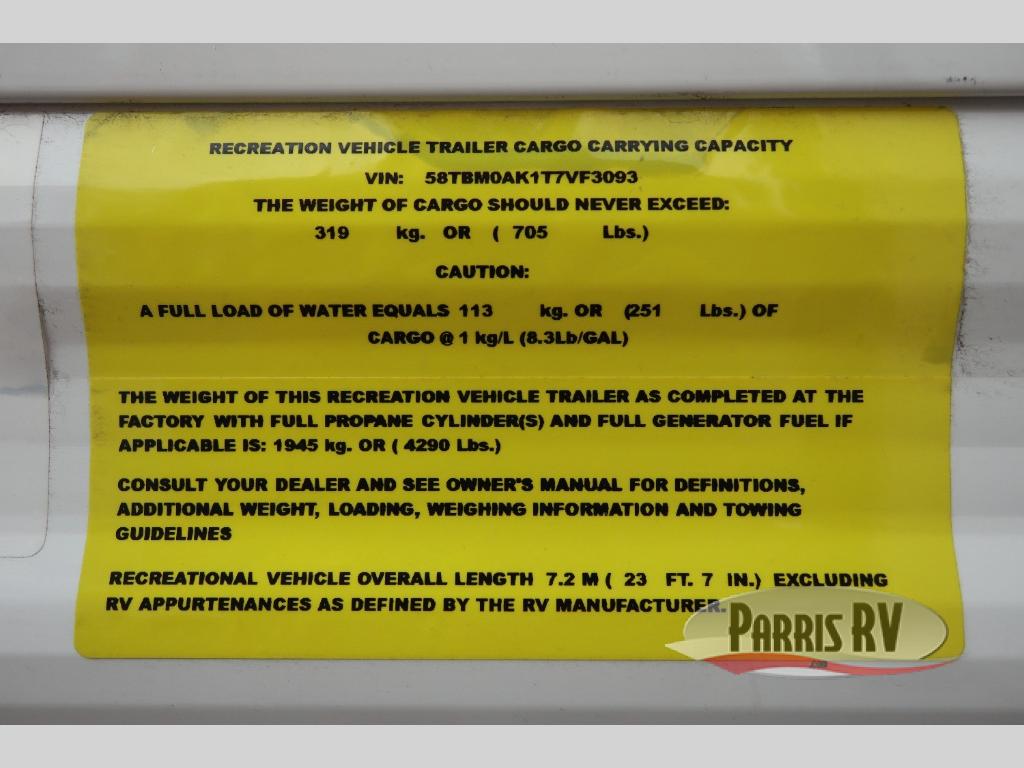 RECREATION VEHICLE TRAILER CARGO CARRYING CAPACITY
VIN: 58TBM0AK1T7VF3093
THE WEIGHT OF CARGO SHOULD NEVER EXCEED:
319 kg. OR ( 705 Lbs.)
CAUTION:
A FULL LOAD OF WATER EQUALS 113 kg. OR (251 Lbs.) OF
CARGO @ 1 kg/L (8.3Lb/GAL)
THE WEIGHT OF THIS RECREATION VEHICLE TRAILER AS COMPLETED AT THE
FACTORY WITH FULL PROPANE CYLINDER(S) AND FULL GENERATOR FUEL IF
APPLICABLE IS: 1945 kg. OR ( 4290 Lbs.)
CONSULT YOUR DEALER AND SEE OWNER'S MANUAL FOR DEFINITIONS,
ADDITIONAL WEIGHT, LOADING, WEIGHING INFORMATION AND TOWING
GUIDELINES
RECREATIONAL VEHICLE OVERALL LENGTH 7.2 M ( 23 FT. 7 IN.) EXCLUDING
RV APPURTENANCES AS DEFINED BY THE RV MANUFACTURER.
PARRIS RV
.com